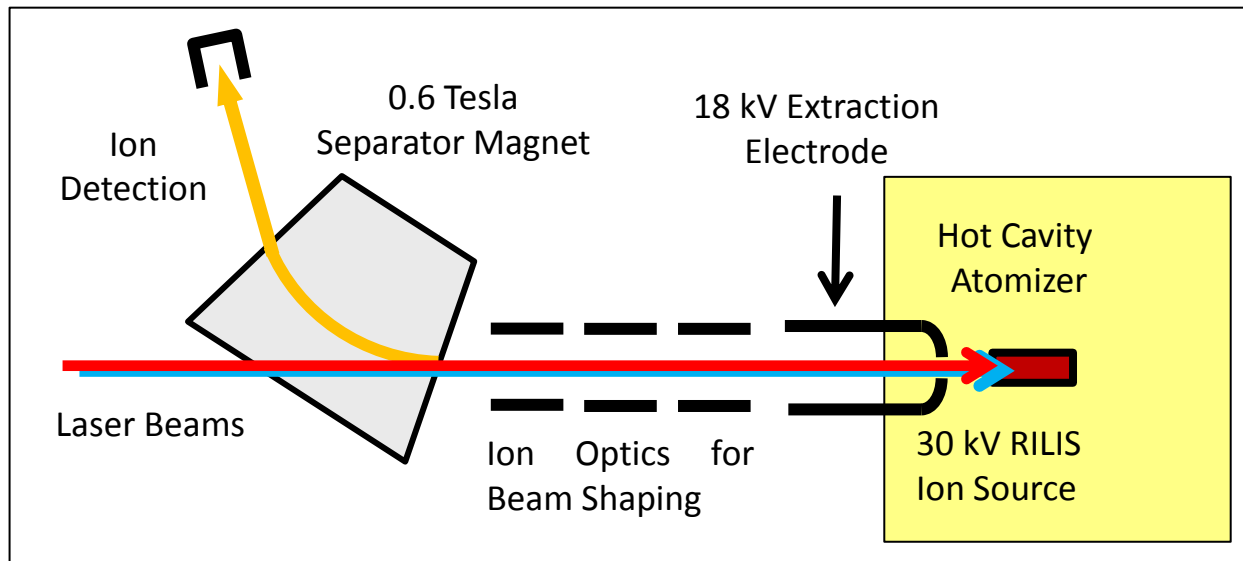 0.6 Tesla
Separator Magnet
18 kV Extraction
Electrode
Ion
Detection
Hot Cavity
Atomizer
Laser Beams
Ion Optics for
Beam Shaping
30 kV RILIS
Ion Source